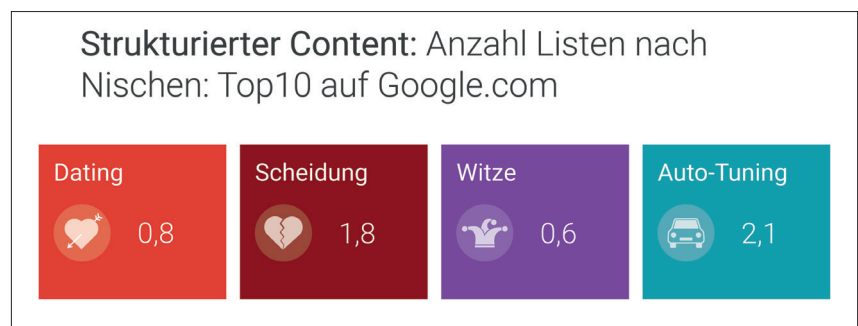 Strukturierter Content: Anzahl Listen nach
Nischen: Top10 auf Google.com
Dating
0,8
Scheidung
1,8
Witze
0,6
Auto-Tuning
2,1